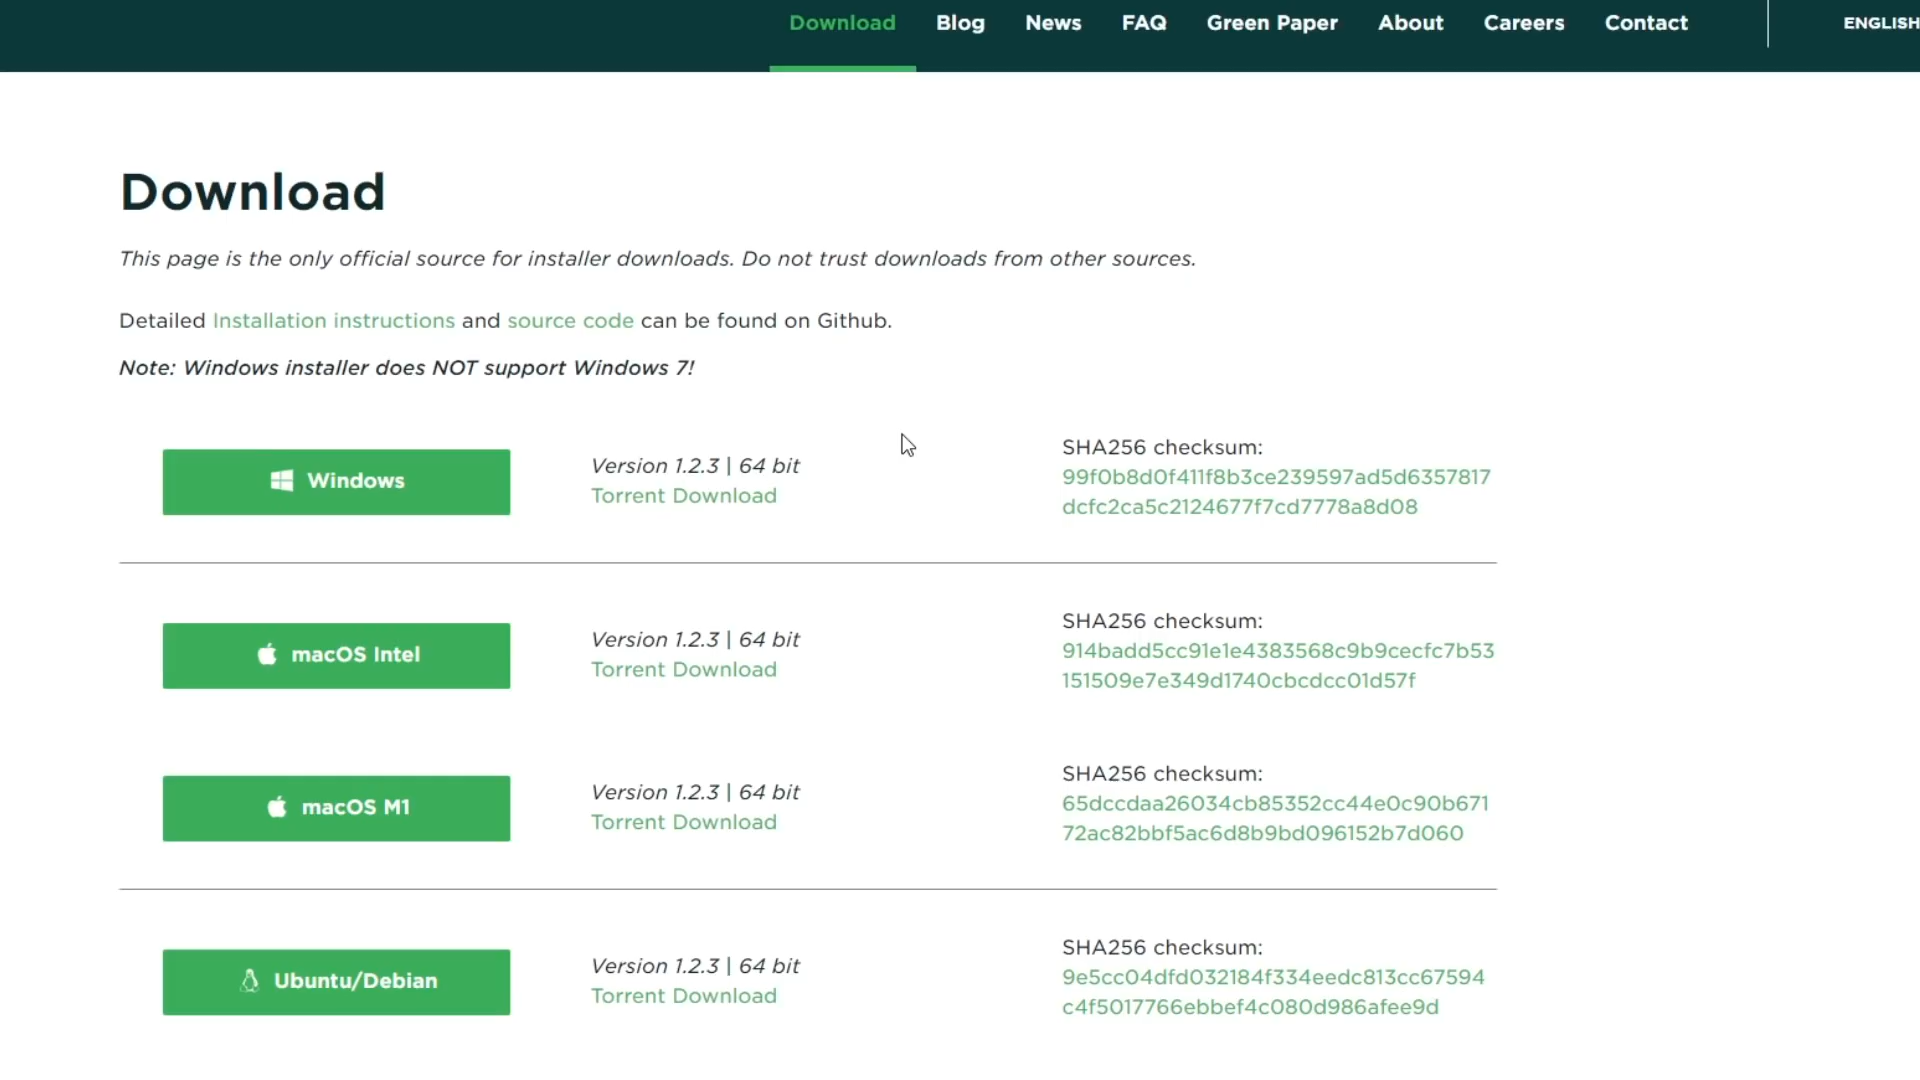 Download Blog News FAQ Green Paper About Careers Contact ENGLISH
Download
This page is the only official source for installer downloads. Do not trust downloads from other sources.
Detailed Installation instructions and source code can be found on Github.
Note: Windows installer does NOT support Windows 7!
Windows
Version 1.2.3 | 64 bit
Torrent Download
SHA256 checksum:
99f0b8d0f411f8b3ce239597ad5d6357817
dcfc2ca5c2124677f7cd7778a8d08
macOS Intel
Version 1.2.3 | 64 bit
Torrent Download
SHA256 checksum:
914badd5cc91e1e4383568c9b9cecfc7b53
151509e7e349d1740cbcdcc01d57f
macOS M1
Version 1.2.3 | 64 bit
Torrent Download
SHA256 checksum:
65dccdaa26034cb85352cc44e0c90b671
72ac82bbf5ac6d8b9bd096152b7d060
Ubuntu/Debian
Version 1.2.3 | 64 bit
Torrent Download
SHA256 checksum:
9e5cc04dfd032184f334eedc813cc67594
c4f5017766ebbef4c080d986afee9d